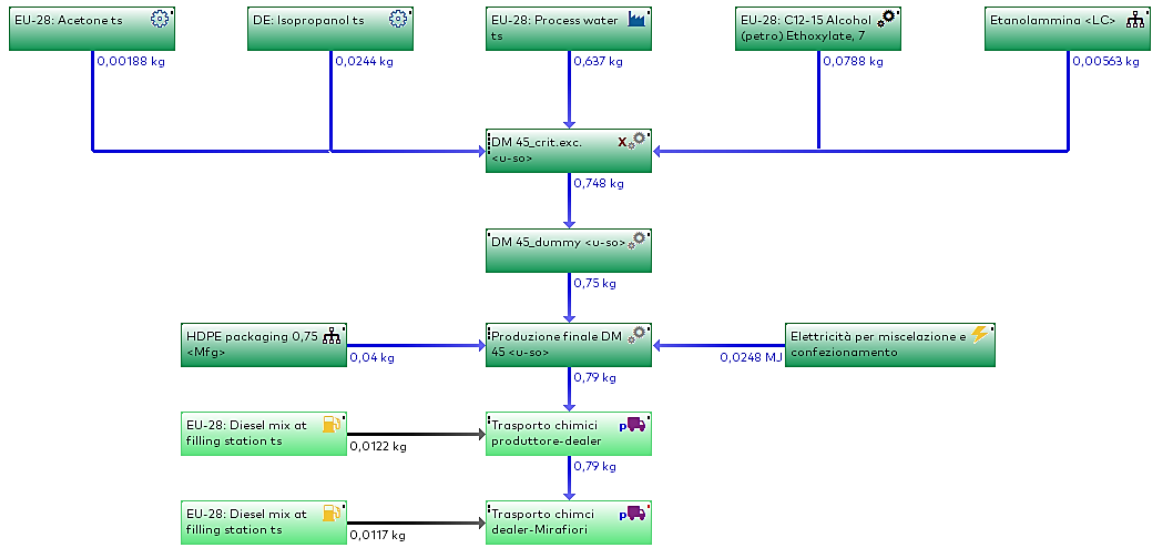 EU-28: Acetone ts
DE: Isopropanol ts
EU-28: Process water
ts
EU-28: C12-15 Alcohol
(petro) Ethoxylate, 7
Etanolammina <LC>
0,00188 kg
0,0244 kg
0,637 kg
0,0788 kg
0,00563 kg
DM 45_crit.exc.
<u-so>
X
0,748 kg
DM 45_dummy <u-so>
0,75 kg
HDPE packaging 0,75
<Mfg>
0,04 kg
Produzione finale DM
45 <u-so>
Elettricità per miscelazione e
confezionamento
0,0248 MJ
0,79 kg
EU-28: Diesel mix at
filling station ts
0,0122 kg
Trasporto chimici
produttore-dealer
p
0,79 kg
EU-28: Diesel mix at
filling station ts
0,0117 kg
Trasporto chimci
dealer-Mirafiori
p